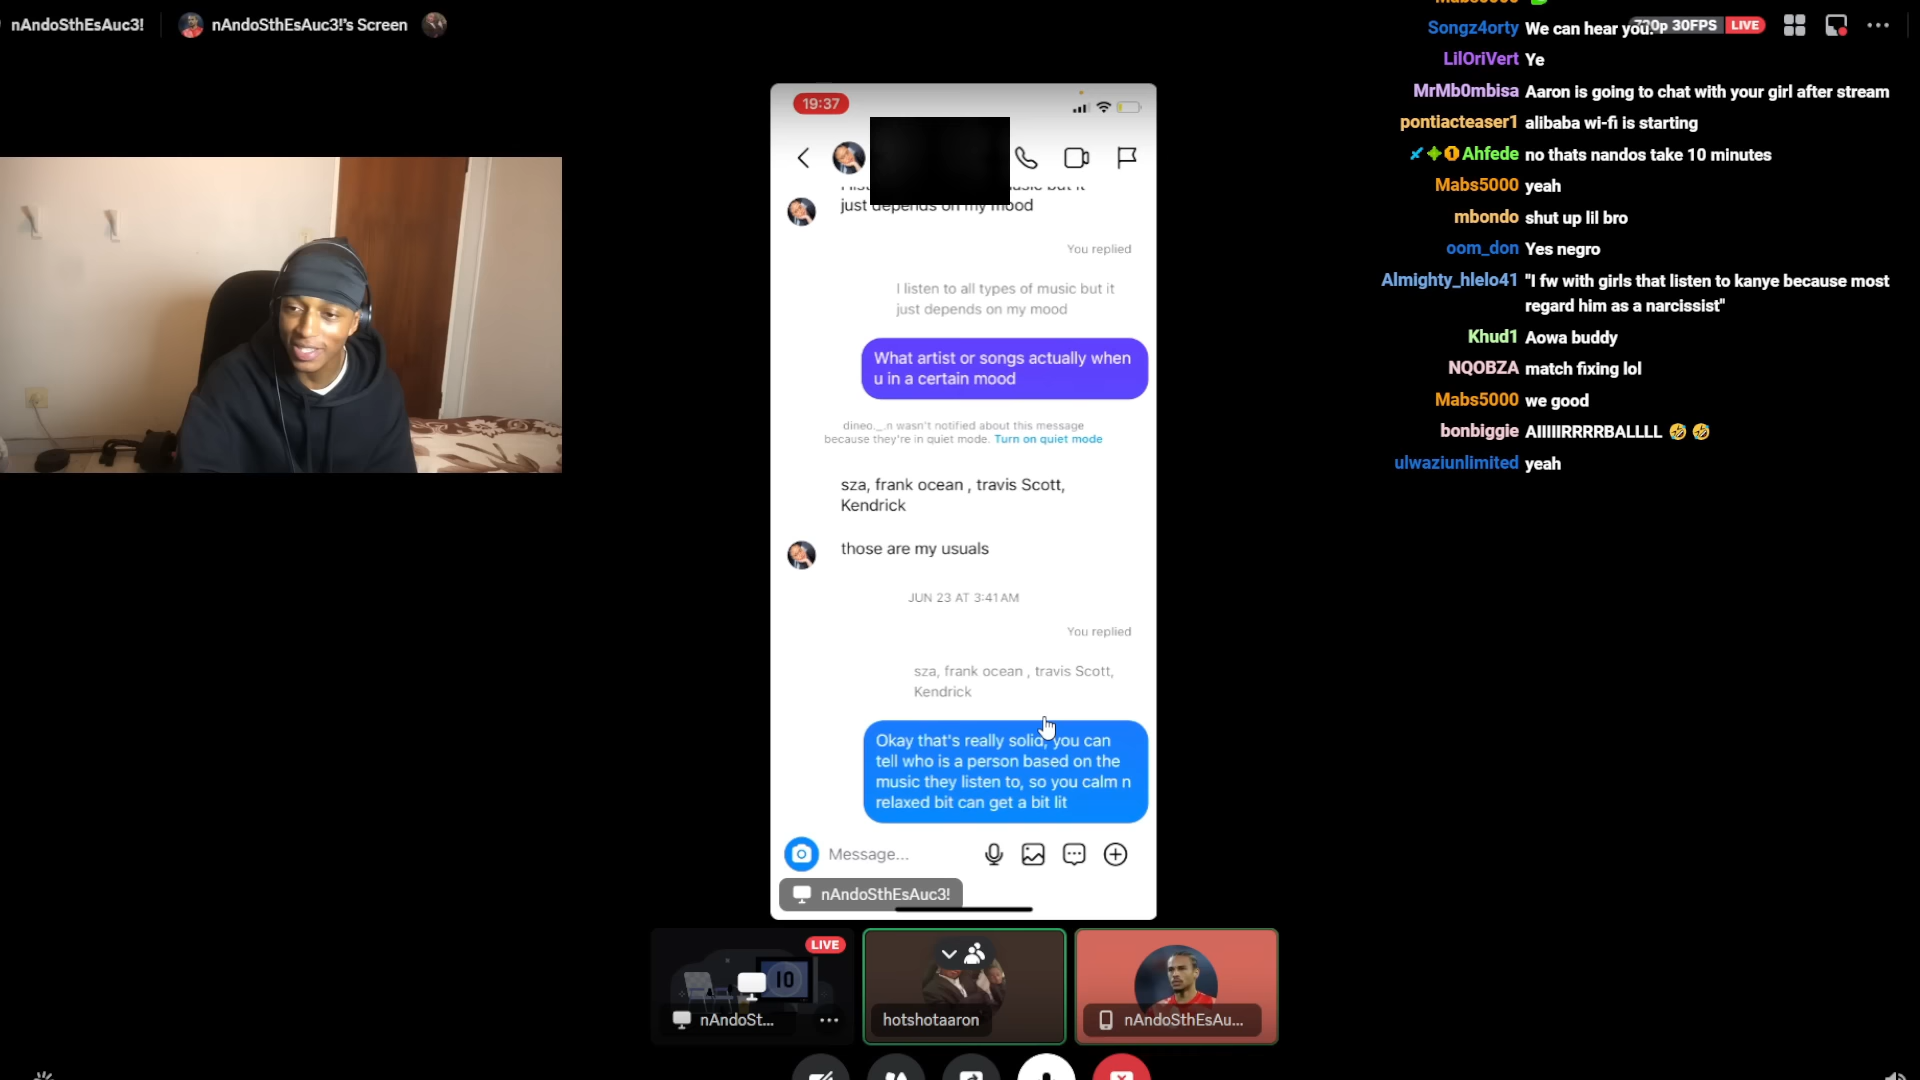 nAndoSthEsAuc3!
nAndoSthEsAuc3!'s Screen
720p 30FPS
LIVE
Songz4orty We can hear you.
LilOriVert Ye
MrMb0mbisa Aaron is going to chat with your girl after stream
pontiacteaser1 alibaba wi-fi is starting
Ahfede no thats nandos take 10 minutes
Mabs5000 yeah
mbondo shut up lil bro
oom_don Yes negro
Almighty_hlelo41 "I fw with girls that listen to kanye because most
regard him as a narcissist"
Khud1 Aowa buddy
NQOBZA match fixing lol
Mabs5000 we good
bonbiggie AIIIIIRRRRBALLLL 🤣 🤣
ulwaziunlimited yeah
19:37
just depends on my mood
You replied
I listen to all types of music but it
just depends on my mood
What artist or songs actually when
u in a certain mood
dineo._.n wasn't notified about this message
because they're in quiet mode. Turn on quiet mode
sza, frank ocean , travis Scott,
Kendrick
those are my usuals
JUN 23 AT 3:41 AM
You replied
sza, frank ocean , travis Scott,
Kendrick
Okay that's really solid, you can
tell who is a person based on the
music they listen to, so you calm n
relaxed bit can get a bit lit
Message...
nAndoSthEsAuc3!
LIVE
10
nAndoSt...
hotshotaaron
nAndoSthEsAu...